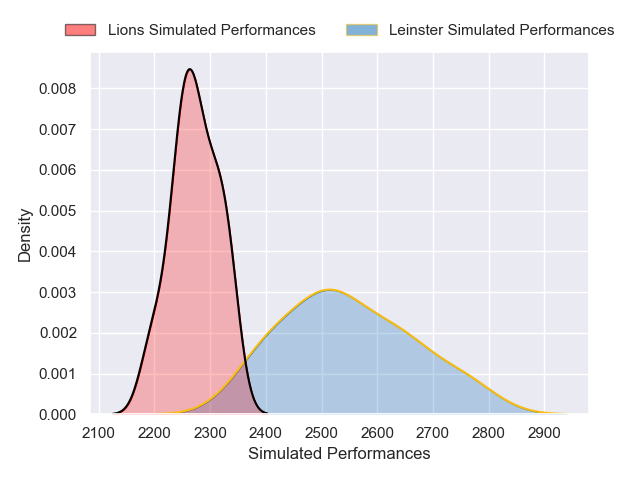 Lions Simulated Performances
Leinster Simulated Performances
0.008
0.007
0.006
0.005
0.004
0.003
0.002
0.001
0.000
Density
2100 2200 2300 2400 2500 2600 2700 2800 2900
Simulated Performances